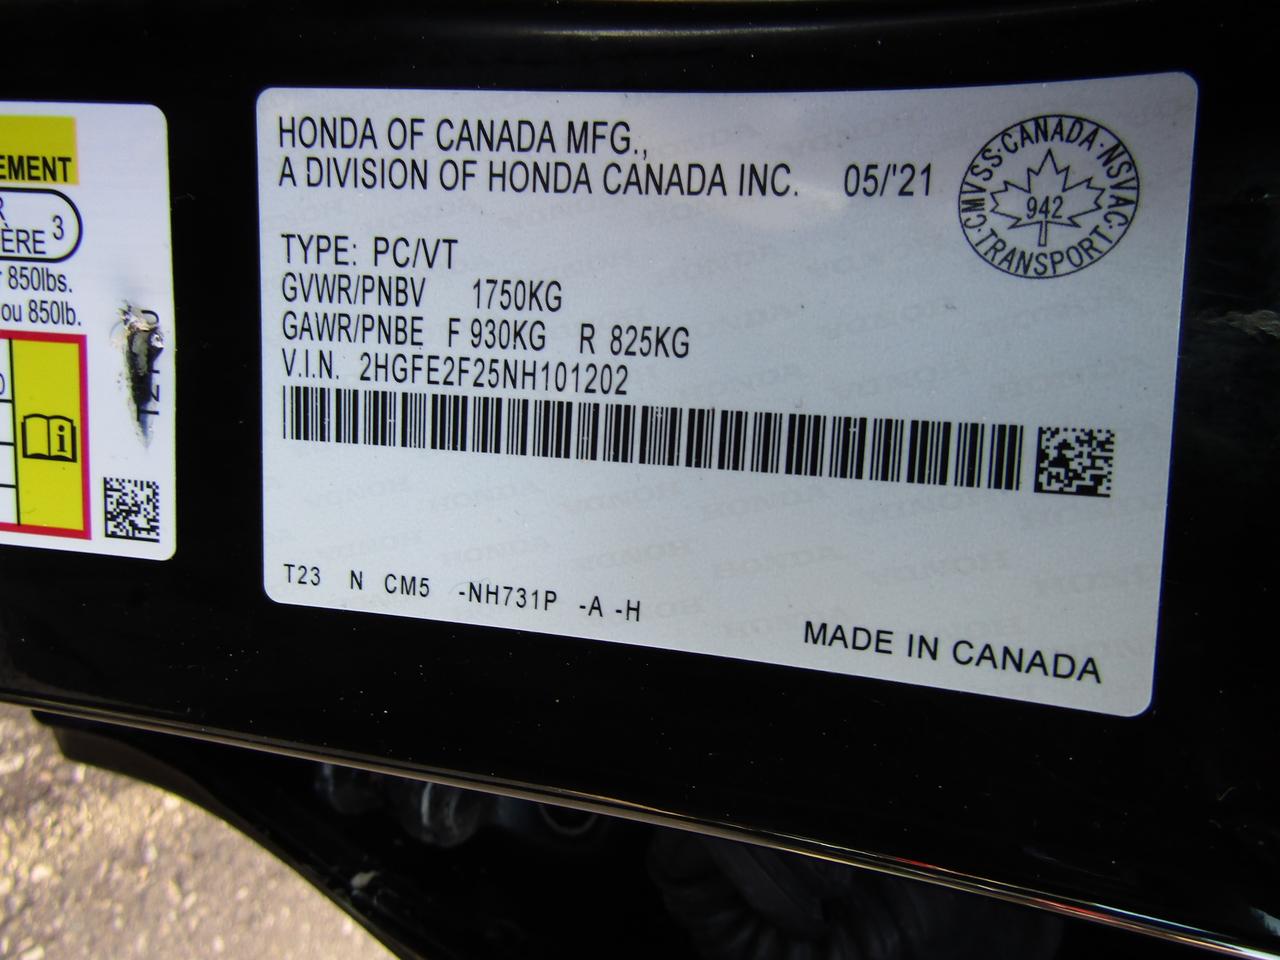 EMENT
R
ÈRE 3
850lbs.
ou 850lb.
HONDA OF CANADA MFG.,
A DIVISION OF HONDA CANADA INC. 05/'21
CMVSS·CANADA·NSVAC·TRANSPORT·
942
TYPE: PC/VT
GVWR/PNBV 1750KG
GAWR/PNBE F 930KG R 825KG
V.I.N. 2HGFE2F25NH101202
T23 N CM5 -NH731P -A -H
MADE IN CANADA